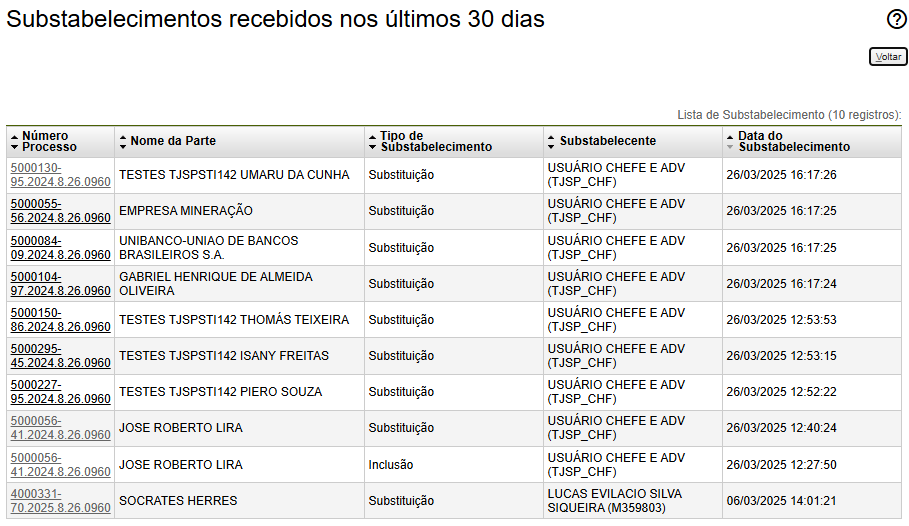 Substabelecimentos recebidos nos últimos 30 dias
Voltar
Lista de Substabelecimento (10 registros):
Número Processo Nome da Parte Tipo de Substabelecimento Substabelecente Data do Substabelecimento
5000130- TESTES TJSPSTI142 UMARU DA CUNHA Substituição USUÁRIO CHEFE E ADV 26/03/2025 16:17:26
95.2024.8.26.0960 (TJSP_CHF)
5000055- EMPRESA MINERAÇÃO Substituição USUÁRIO CHEFE E ADV 26/03/2025 16:17:25
56.2024.8.26.0960 (TJSP_CHF)
5000084- UNIBANCO-UNIAO DE BANCOS Substituição USUÁRIO CHEFE E ADV 26/03/2025 16:17:25
09.2024.8.26.0960 BRASILEIROS S.A. (TJSP_CHF)
5000104- GABRIEL HENRIQUE DE ALMEIDA Substituição USUÁRIO CHEFE E ADV 26/03/2025 16:17:24
97.2024.8.26.0960 OLIVEIRA (TJSP_CHF)
5000150- TESTES TJSPSTI142 THOMÁS TEIXEIRA Substituição USUÁRIO CHEFE E ADV 26/03/2025 12:53:53
86.2024.8.26.0960 (TJSP_CHF)
5000295- TESTES TJSPSTI142 ISANY FREITAS Substituição USUÁRIO CHEFE E ADV 26/03/2025 12:53:15
45.2024.8.26.0960 (TJSP_CHF)
5000227- TESTES TJSPSTI142 PIERO SOUZA Substituição USUÁRIO CHEFE E ADV 26/03/2025 12:52:22
95.2024.8.26.0960 (TJSP_CHF)
5000056- JOSE ROBERTO LIRA Substituição USUÁRIO CHEFE E ADV 26/03/2025 12:40:24
41.2024.8.26.0960 (TJSP_CHF)
5000056- JOSE ROBERTO LIRA Inclusão USUÁRIO CHEFE E ADV 26/03/2025 12:27:50
41.2024.8.26.0960 (TJSP_CHF)
4000331- SOCRATES HERRES Substituição LUCAS EVILACIO SILVA 06/03/2025 14:01:21
70.2025.8.26.0960 SIQUEIRA (M359803)